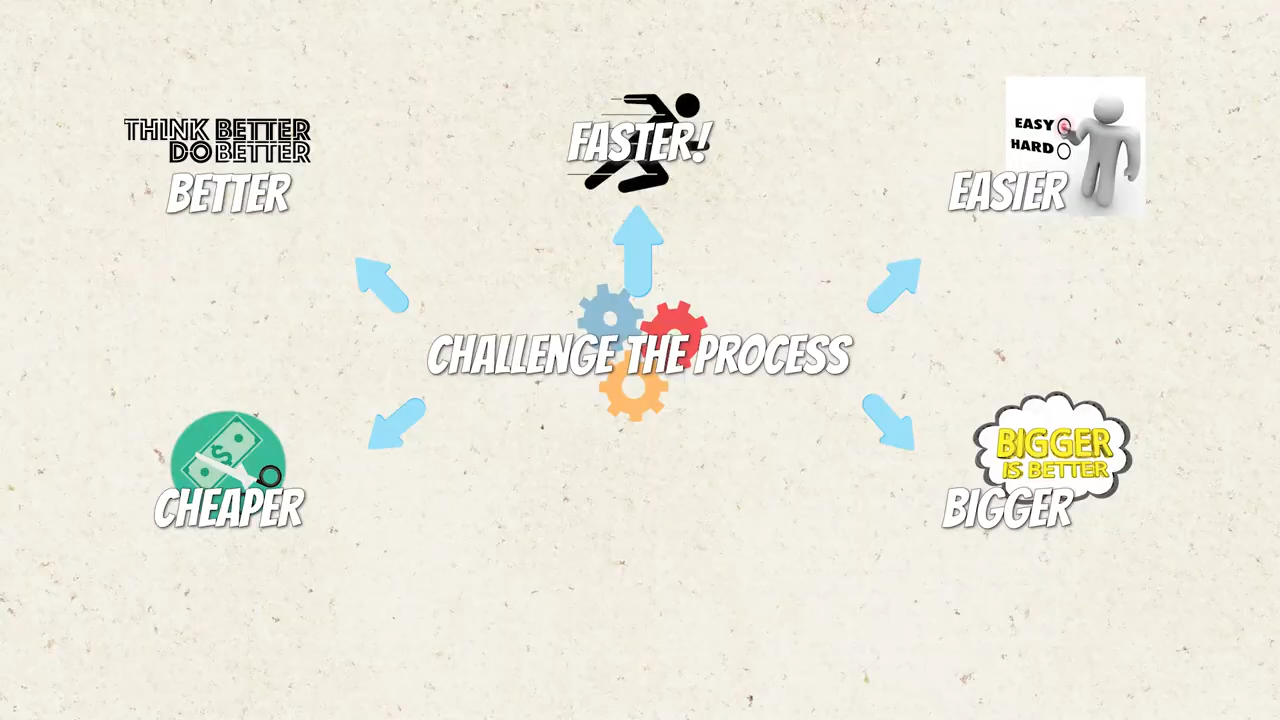 THINK BETTER
DO BETTER
BETTER
FASTER!
EASY
HARD
EASIER
CHALLENGE THE PROCESS
$
CHEAPER
BIGGER
IS BETTER
BIGGER